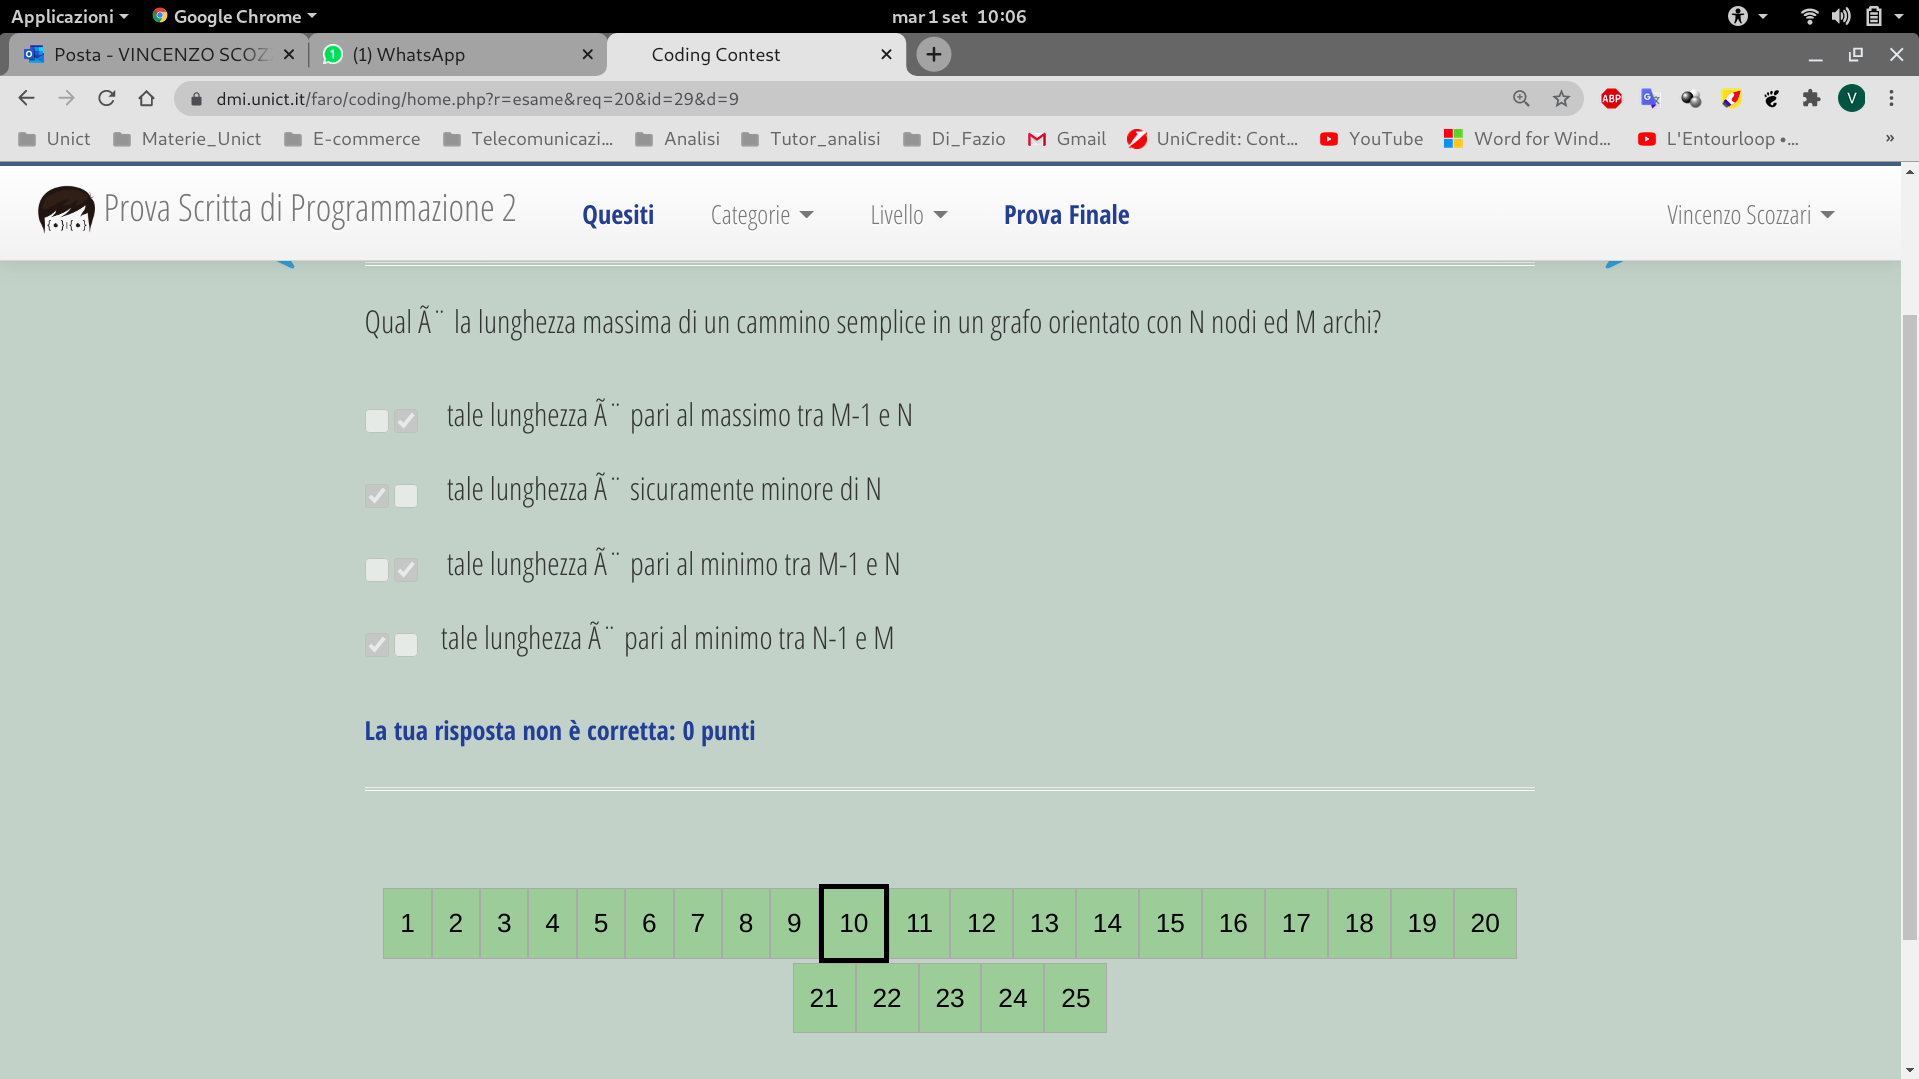 Applicazioni Google Chrome mar 1 set 10:06
Posta - VINCENZO SCOZ (1) WhatsApp Coding Contest
dmi.unict.it/faro/coding/home.php?r=esame&req=20&id=29&d=9 ABP V
Unict Materie_Unict E-commerce Telecomunicazi... Analisi Tutor_analisi Di_Fazio Gmail UniCredit: Cont... YouTube Word for Wind... L'Entourloop •... »
Prova Scritta di Programmazione 2 Quesiti Categorie Livello Prova Finale Vincenzo Scozzari
Qual Ã¨ la lunghezza massima di un cammino semplice in un grafo orientato con N nodi ed M archi?
tale lunghezza Ã¨ pari al massimo tra M-1 e N
tale lunghezza Ã¨ sicuramente minore di N
tale lunghezza Ã¨ pari al minimo tra M-1 e N
tale lunghezza Ã¨ pari al minimo tra N-1 e M
La tua risposta non è corretta: 0 punti
1 2 3 4 5 6 7 8 9 10 11 12 13 14 15 16 17 18 19 20
21 22 23 24 25